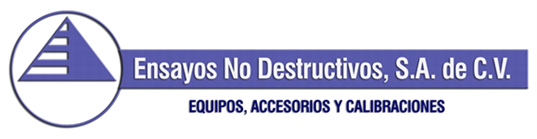 Ensayos No Destructivos, S.A. de C.V.
EQUIPOS, ACCESORIOS Y CALIBRACIONES